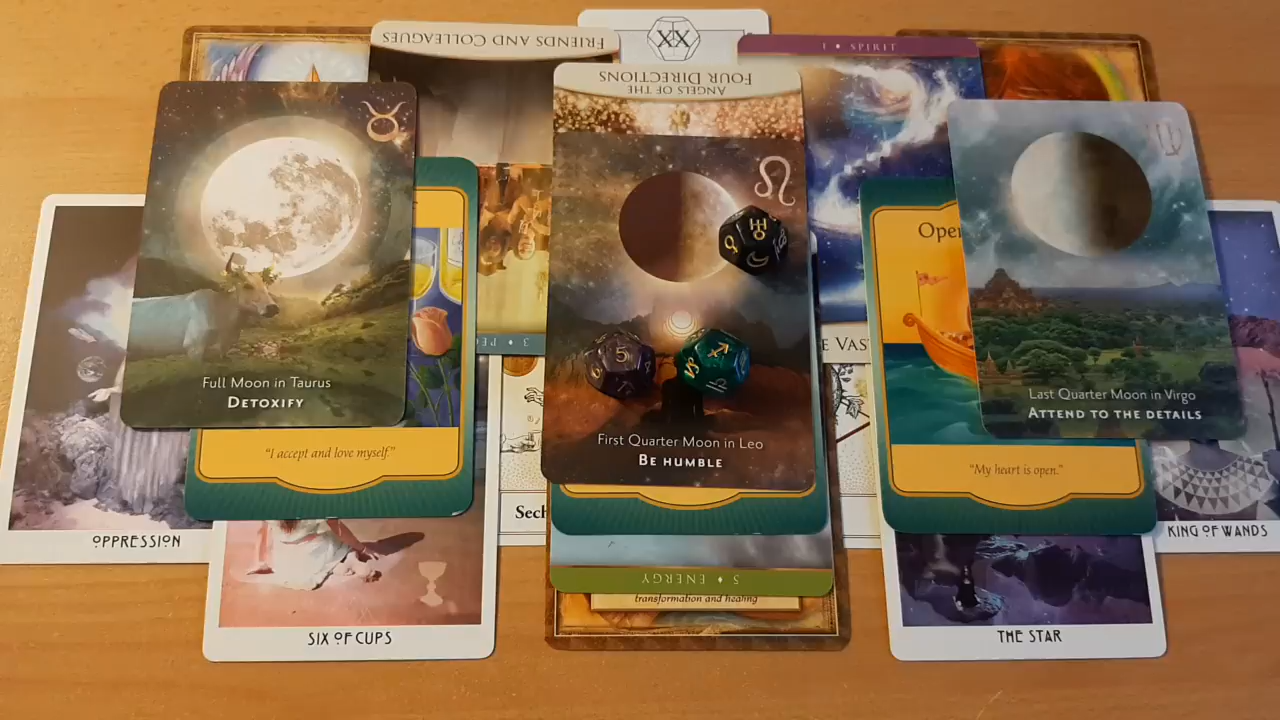 FRIENDS AND COLLEAGUES
XX
1 • SPIRIT
ANGELS OF THE
FOUR DIRECTIONS
Full Moon in Taurus
DETOXIFY
"I accept and love myself."
OPPRESSION
SIX OF CUPS
3 •
5
First Quarter Moon in Leo
BE HUMBLE
5 • ENERGY
transformation and healing
Last Quarter Moon in Virgo
ATTEND TO THE DETAILS
"My heart is open."
KING OF WANDS
THE STAR